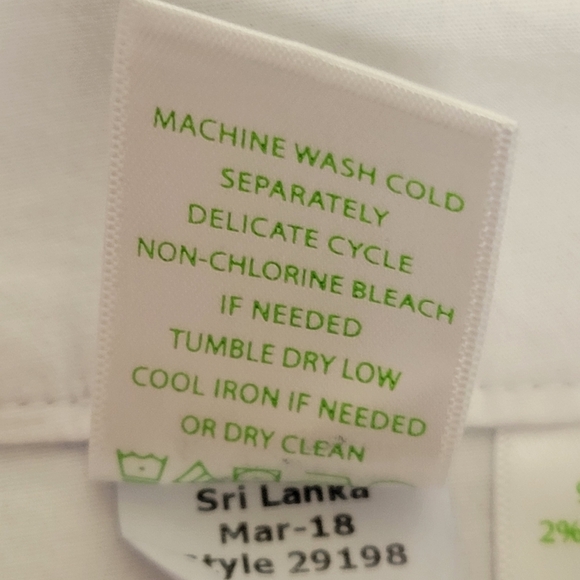 MACHINE WASH COLD
SEPARATELY
DELICATE CYCLE
NON-CHLORINE BLEACH
IF NEEDED
TUMBLE DRY LOW
COOL IRON IF NEEDED
OR DRY CLEAN
Sri Lanka
Mar-18
29198
2%